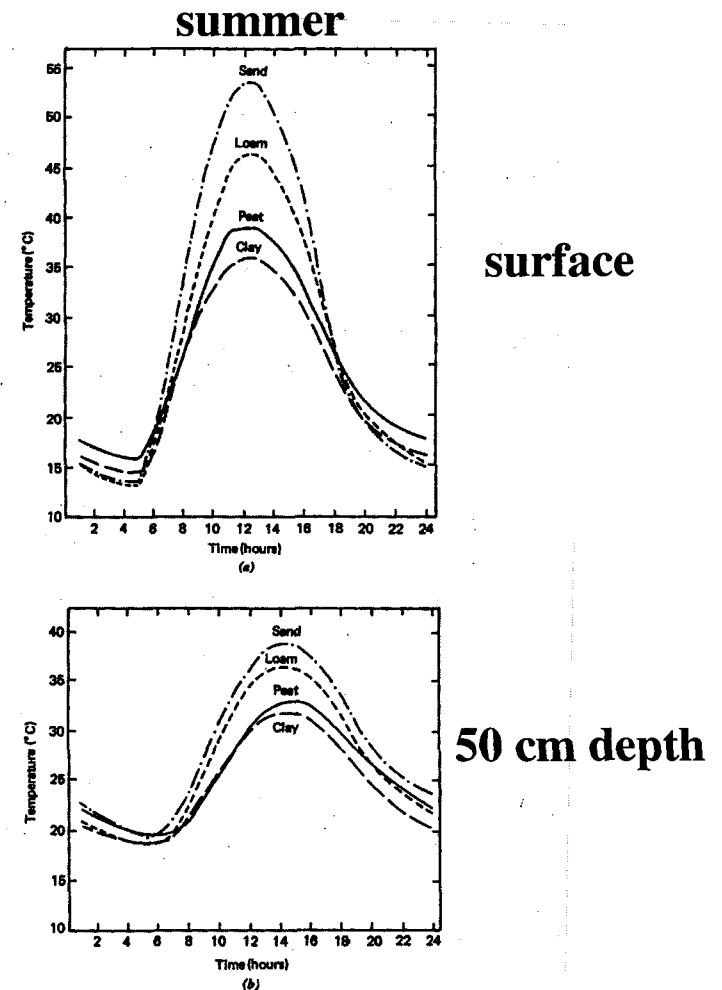 summer
55
50
45
40
35
30
25
20
15
10
Temperature (°C)
Sand
Loam
Peat
Clay
surface
2 4 6 8 10 12 14 16 18 20 22 24
Time (hours)
(a)
40
35
30
25
20
15
10
Temperature (°C)
Sand
Loam
Peat
Clay
50 cm depth
2 4 6 8 10 12 14 16 18 20 22 24
Time (hours)
(b)